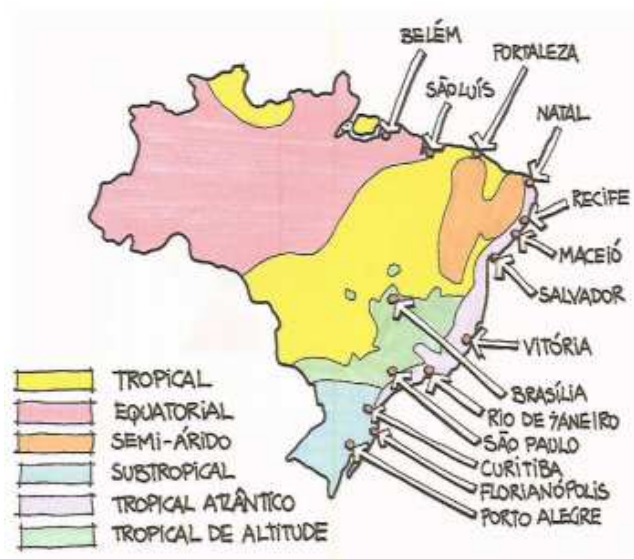 BELÉM
FORTALEZA
SÃO LUÍS
NATAL
RECIFE
MACEIÓ
SALVADOR
VITÓRIA
BRASÍLIA
RIO DE JANEIRO
SÃO PAULO
CURITIBA
FLORIANÓPOLIS
PORTO ALEGRE
TROPICAL
EQUATORIAL
SEMI-ÁRIDO
SUBTROPICAL
TROPICAL ATLÂNTICO
TROPICAL DE ALTITUDE